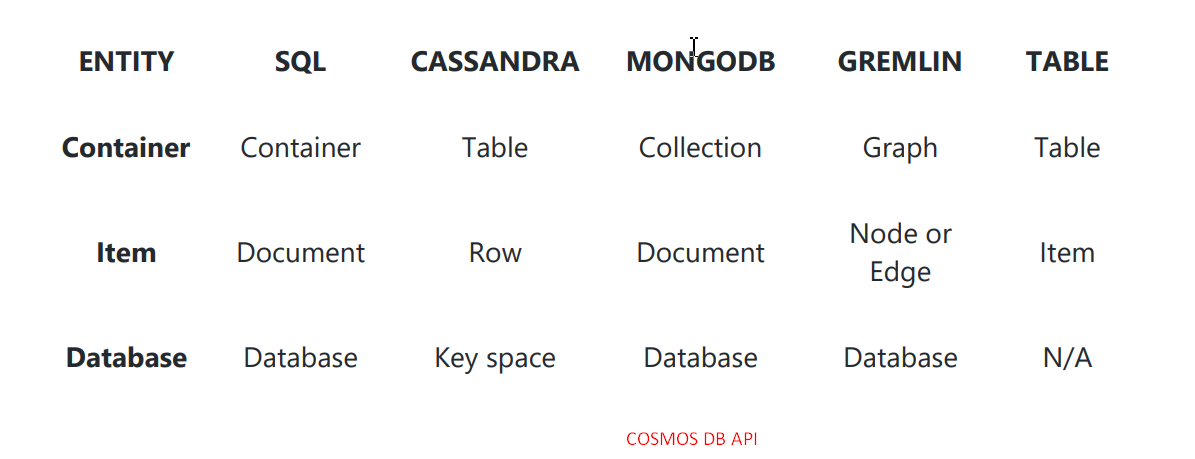 ENTITY SQL CASSANDRA MONGODB GREMLIN TABLE
Container Container Table Collection Graph Table
Item Document Row Document Node or Edge Item
Database Database Key space Database Database N/A
COSMOS DB API